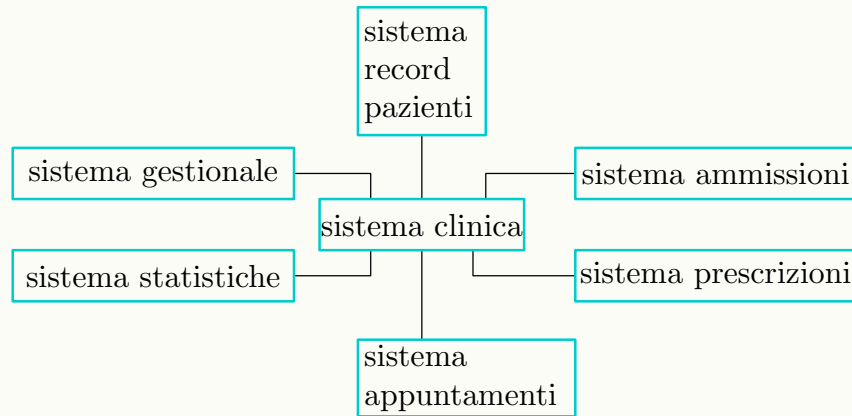 sistema
record
pazienti
sistema gestionale
sistema ammissioni
sistema clinica
sistema statistiche
sistema prescrizioni
sistema
appuntamenti